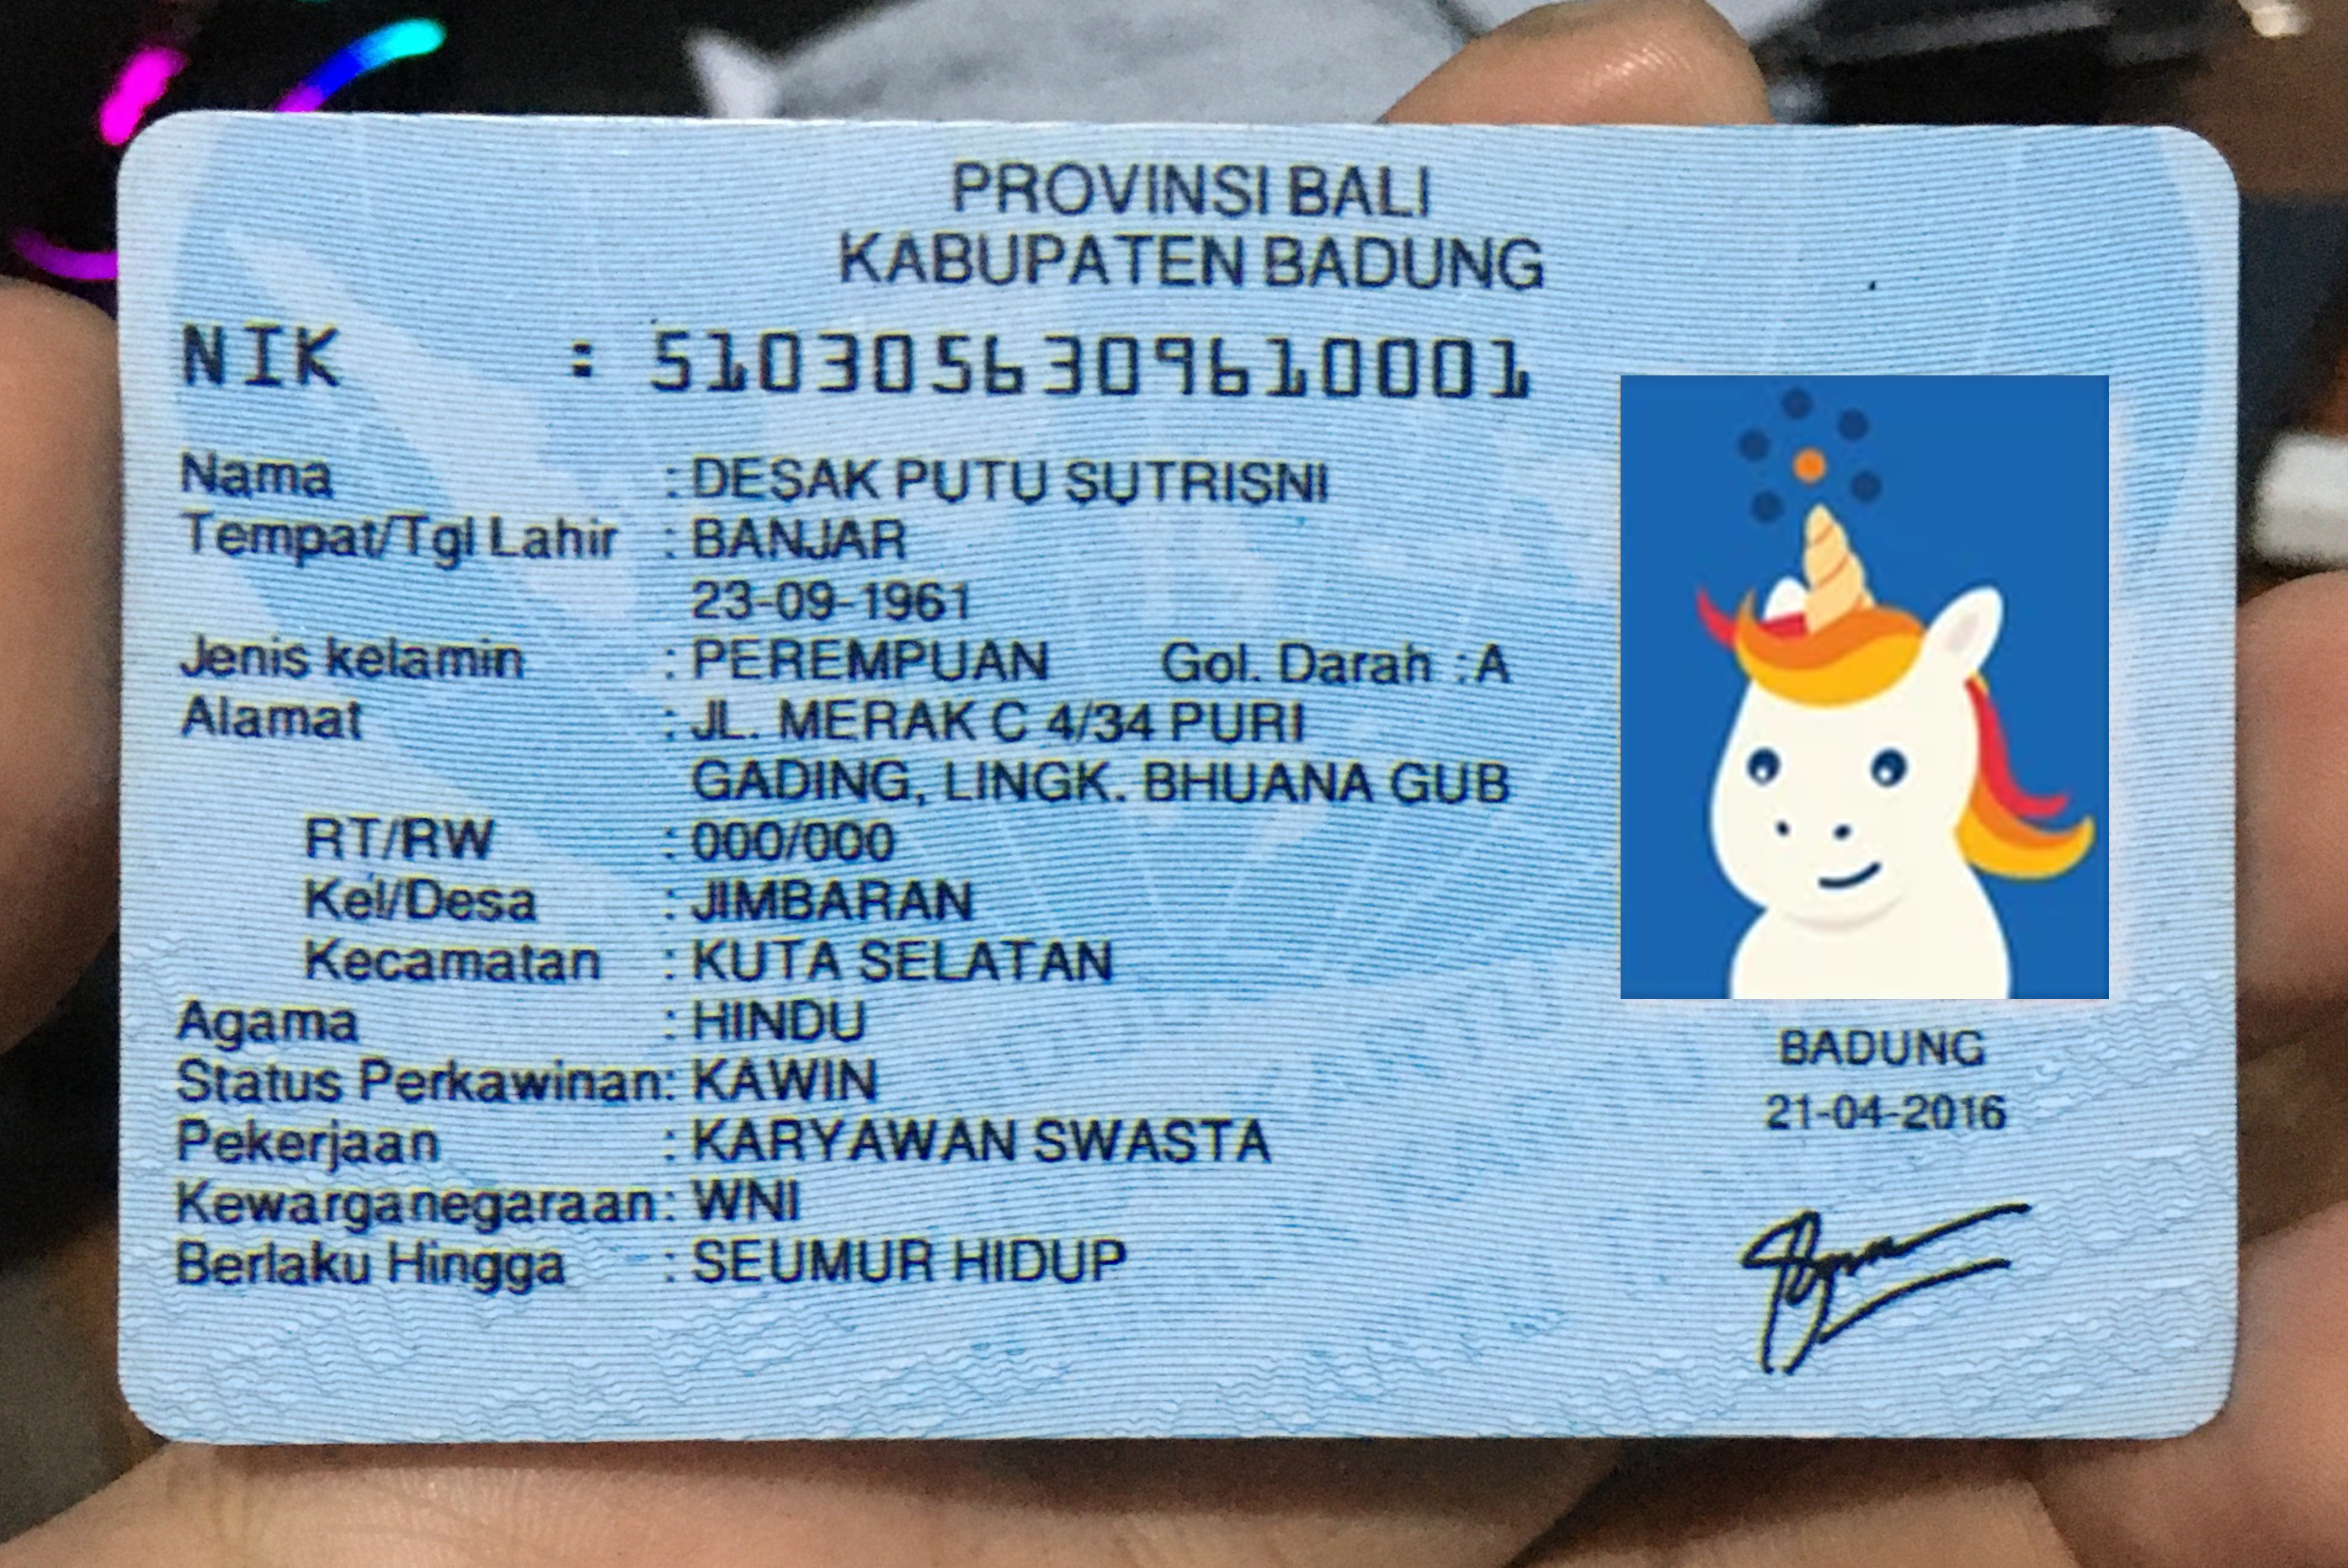 PROVINSI BALI
KABUPATEN BADUNG
NIK : 5103056309610001
Nama : DESAK PUTU SUTRISNI
Tempat/Tgl Lahir : BANJAR
23-09-1961
Jenis kelamin : PEREMPUAN Gol. Darah : A
Alamat : JL. MERAK C 4/34 PURI
GADING, LINGK. BHUANA GUB
RT/RW : 000/000
Kel/Desa : JIMBARAN
Kecamatan : KUTA SELATAN
Agama : HINDU
Status Perkawinan: KAWIN
Pekerjaan : KARYAWAN SWASTA
Kewarganegaraan: WNI
Berlaku Hingga : SEUMUR HIDUP
BADUNG
21-04-2016